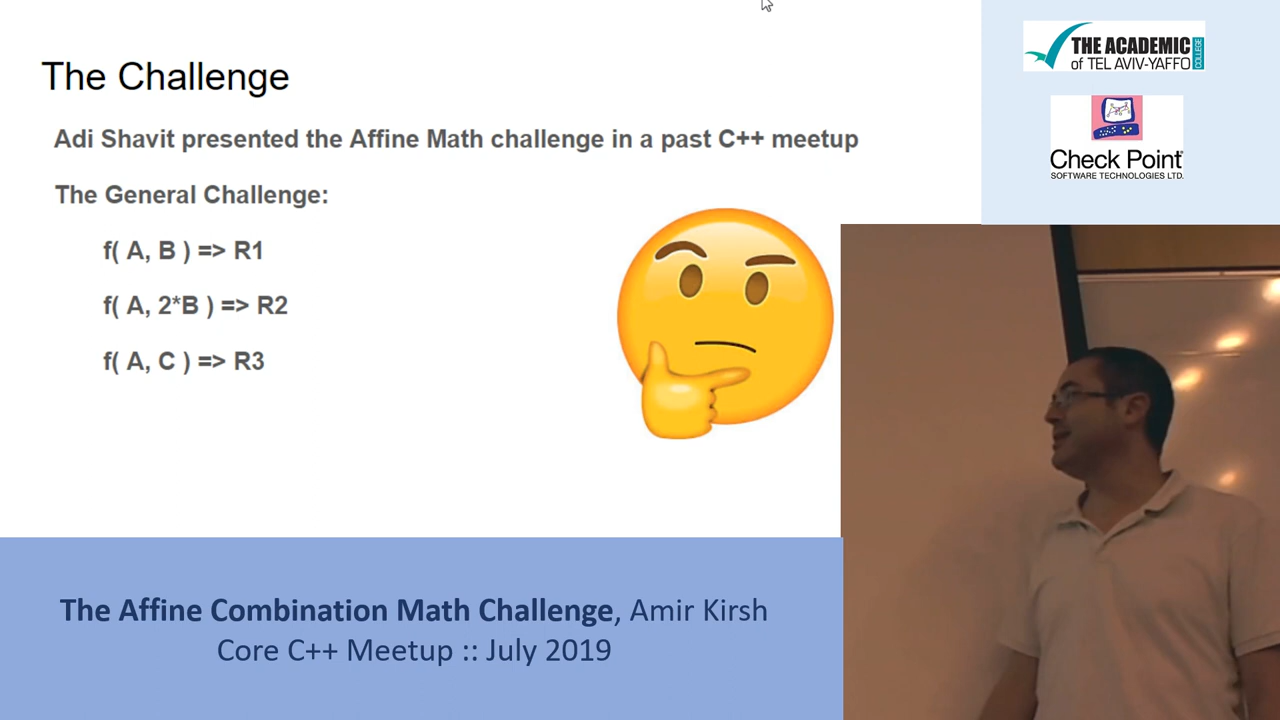 The Challenge
Adi Shavit presented the Affine Math challenge in a past C++ meetup
The General Challenge:
f( A, B ) => R1
f( A, 2*B ) => R2
f( A, C ) => R3
THE ACADEMIC
of TEL AVIV-YAFFO
COLLEGE
Check Point
SOFTWARE TECHNOLOGIES LTD.
The Affine Combination Math Challenge, Amir Kirsh
Core C++ Meetup :: July 2019